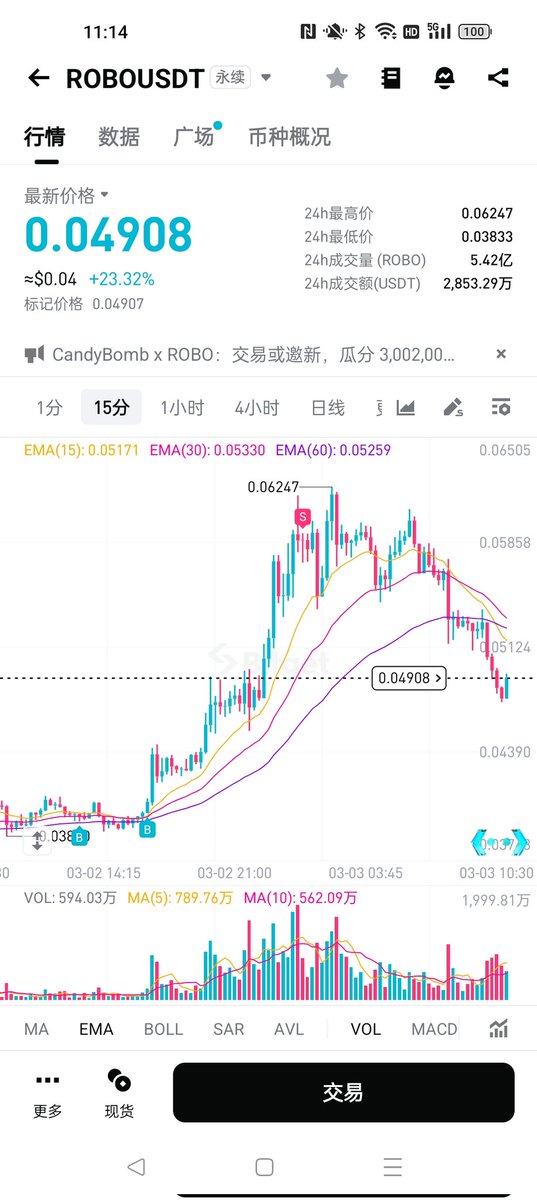 11:14
HD 5G 100
ROBOUSDT 永续
行情 数据 广场 币种概况
最新价格
0.04908
≈$0.04 +23.32%
标记价格 0.04907
24h最高价 0.06247
24h最低价 0.03833
24h成交量 (ROBO) 5.42亿
24h成交额(USDT) 2,853.29万
CandyBomb x ROBO：交易或邀新，瓜分 3,002,00...
1分 15分 1小时 4小时 日线
EMA(15): 0.05171 EMA(30): 0.05330 EMA(60): 0.05259
0.06505
0.06247
S
0.05858
0.05124
0.04908
0.04390
B B
03-02 14:15 03-02 21:00 03-03 03:45 03-03 10:30
VOL: 594.03万 MA(5): 789.76万 MA(10): 562.09万
1,999.81万
MA EMA BOLL SAR AVL VOL MACD
更多 现货 交易